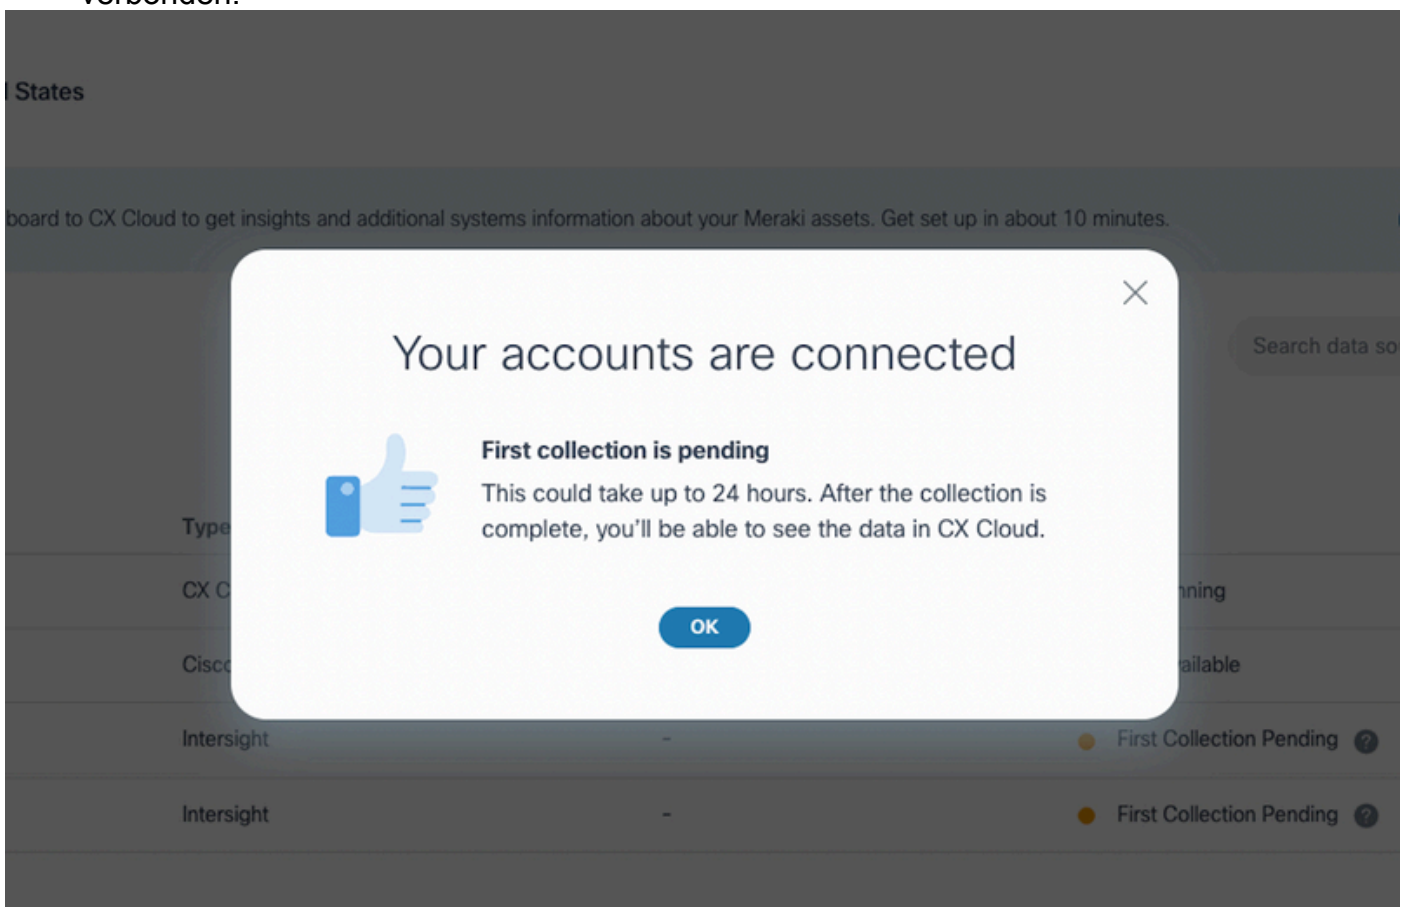 States
board to CX Cloud to get insights and additional systems information about your Meraki assets. Get set up in about 10 minutes.
Your accounts are connected
Search data so
First collection is pending
This could take up to 24 hours. After the collection is
complete, you'll be able to see the data in CX Cloud.
Type
CX C
nning
OK
Cisco
ailable
Intersight - First Collection Pending ?
Intersight - First Collection Pending ?